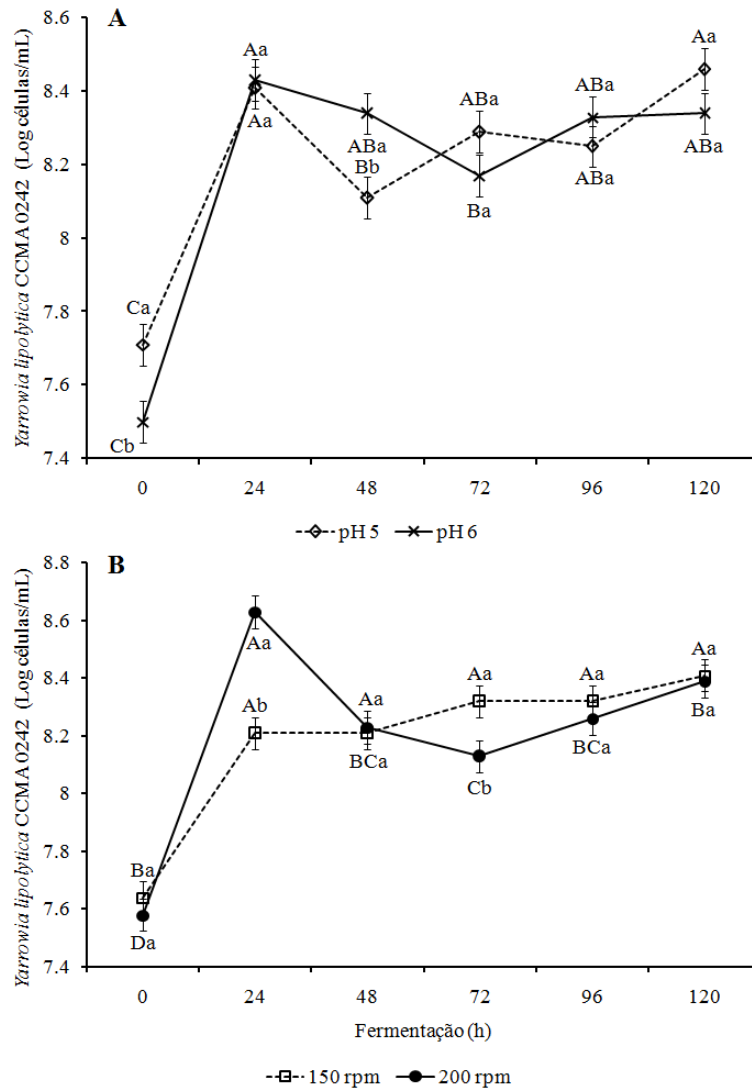 A
Yarrowia lipolytica CCMA 0242 (Log células/mL)
8.6
8.4
8.2
8
7.8
7.6
7.4
Ca
Cb
Aa
Aa
ABa
Bb
ABa
Ba
ABa
ABa
Aa
ABa
0 24 48 72 96 120
pH 5 pH 6
B
Yarrowia lipolytica CCMA 0242 (Log células/mL)
8.8
8.6
8.4
8.2
8
7.8
7.6
7.4
Ba
Da
Aa
Ab
Aa
BCa
Aa
Cb
Aa
BCa
Aa
Ba
0 24 48 72 96 120
Fermentação (h)
150 rpm 200 rpm